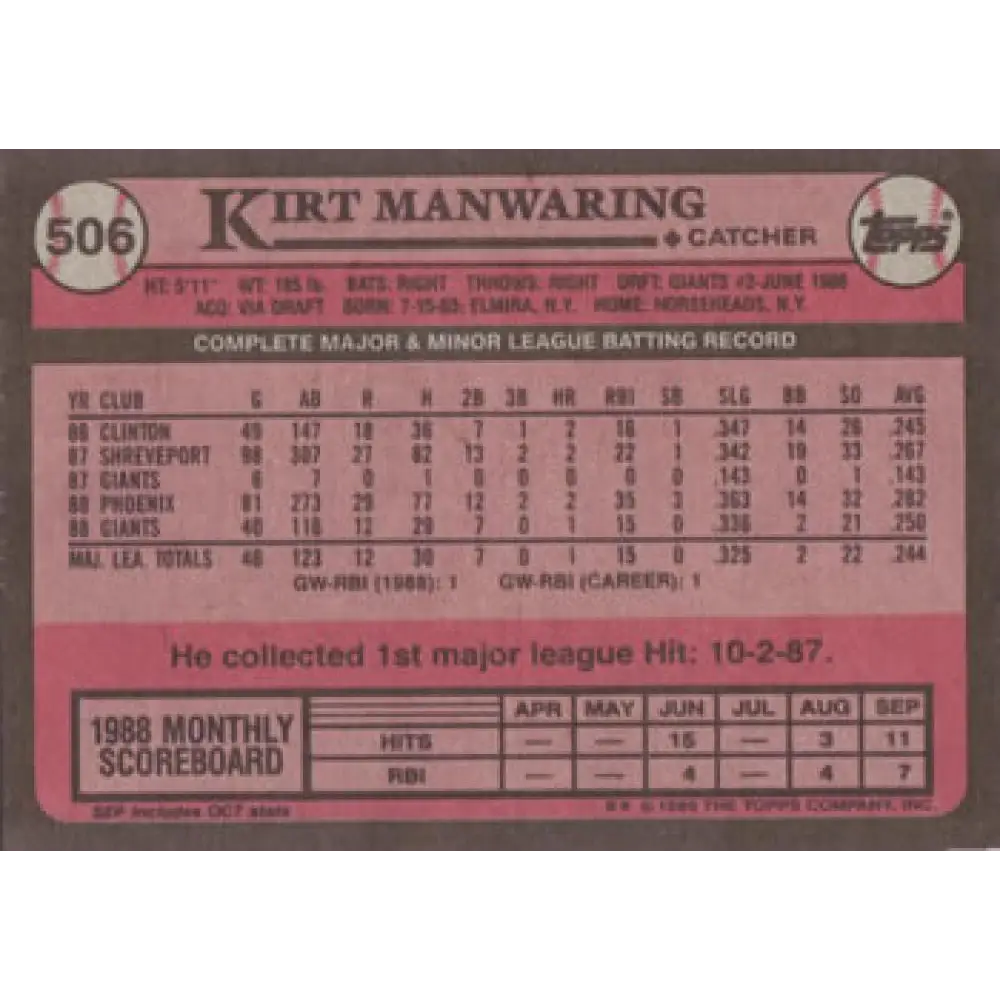 506
KIRT MANWARING
CATCHER
TOPPS®
HT: 5'11" WT: 185 lb. BATS: RIGHT THROWS: RIGHT DRFT: GIANTS #2-JUNE 1986
ACQ: VIA DRAFT BORN: 7-15-65: ELMIRA, N.Y. HOME: HORSEHEADS, N.Y.
COMPLETE MAJOR & MINOR LEAGUE BATTING RECORD
YR CLUB G AB R H 2B 3B HR RBI SB SLG BB SO AVG
86 CLINTON 49 147 18 36 7 1 2 16 1 .347 14 26 .245
87 SHREVEPORT 98 307 27 82 13 2 2 22 1 .342 19 33 .267
87 GIANTS 6 7 0 1 0 0 0 0 0 .143 0 1 .143
88 PHOENIX 81 273 29 77 12 2 2 35 3 .363 14 32 .282
88 GIANTS 40 116 12 29 7 0 1 15 0 .336 2 21 .250
MAJ. LEA. TOTALS 46 123 12 30 7 0 1 15 0 .325 2 22 .244
GW-RBI (1988): 1 GW-RBI (CAREER): 1
He collected 1st major league Hit: 10-2-87.
1988 MONTHLY SCOREBOARD
APR MAY JUN JUL AUG SEP
HITS — — 15 — 3 11
RBI — — 4 — 4 7
SEP includes OCT stats
© 1989 THE TOPPS COMPANY, INC.